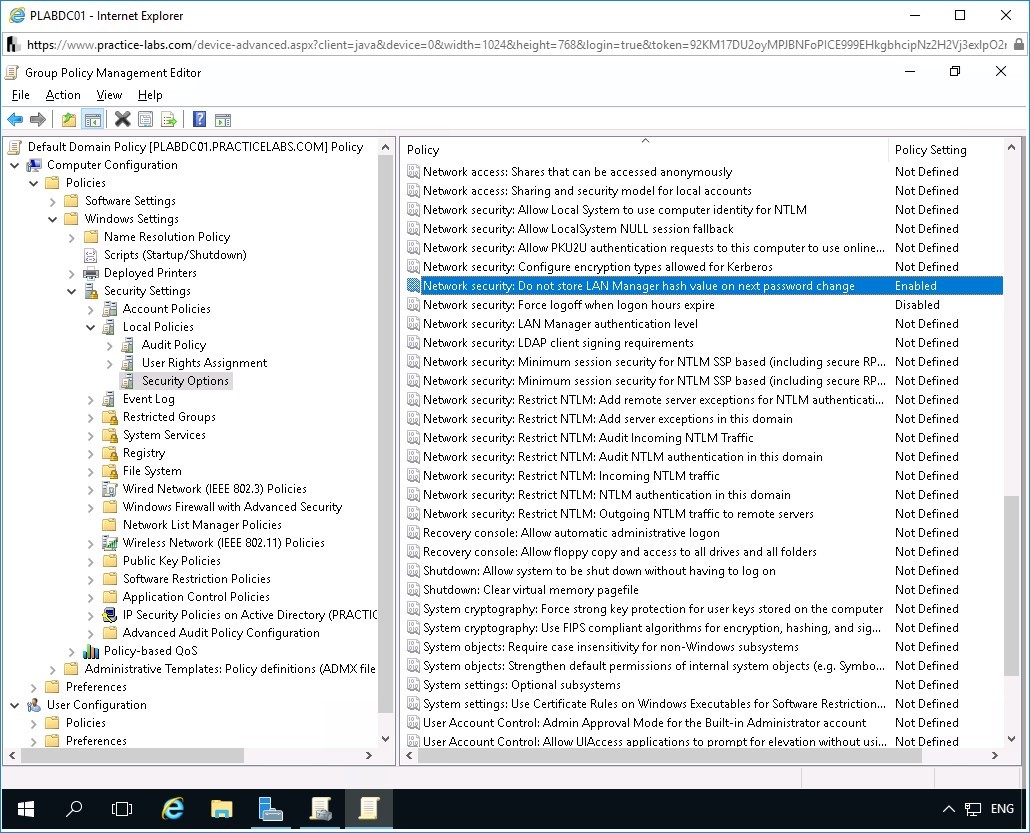 PLABDC01 - Internet Explorer
https://www.practice-labs.com/device-advanced.aspx?client=java&device=0&width=1024&height=768&login=true&token=
Group Policy Management Editor
File Action View Help
Default Domain Policy [PLABDC01.PRACTICELABS.COM] Policy
Computer Configuration
Policies
Software Settings
Windows Settings
Name Resolution Policy
Scripts (Startup/Shutdown)
Deployed Printers
Security Settings
Account Policies
Local Policies
Audit Policy
User Rights Assignment
Security Options
Event Log
Restricted Groups
System Services
Registry
File System
Wired Network (IEEE 802.3) Policies
Windows Firewall with Advanced Security
Network List Manager Policies
Wireless Network (IEEE 802.11) Policies
Public Key Policies
Software Restriction Policies
Application Control Policies
IP Security Policies on Active Directory (PRACTIC
Advanced Audit Policy Configuration
Policy-based QoS
Administrative Templates: Policy definitions (ADMX file
Preferences
User Configuration
Policies
Preferences
Policy Policy Setting
Network access: Shares that can be accessed anonymously Not Defined
Network access: Sharing and security model for local accounts Not Defined
Network security: Allow Local System to use computer identity for NTLM Not Defined
Network security: Allow LocalSystem NULL session fallback Not Defined
Network security: Allow PKU2U authentication requests to this computer to use online... Not Defined
Network security: Configure encryption types allowed for Kerberos Not Defined
Network security: Do not store LAN Manager hash value on next password change Enabled
Network security: Force logoff when logon hours expire Disabled
Network security: LAN Manager authentication level Not Defined
Network security: LDAP client signing requirements Not Defined
Network security: Minimum session security for NTLM SSP based (including secure RP... Not Defined
Network security: Minimum session security for NTLM SSP based (including secure RP... Not Defined
Network security: Restrict NTLM: Add remote server exceptions for NTLM authenticati... Not Defined
Network security: Restrict NTLM: Add server exceptions in this domain Not Defined
Network security: Restrict NTLM: Audit Incoming NTLM Traffic Not Defined
Network security: Restrict NTLM: Audit NTLM authentication in this domain Not Defined
Network security: Restrict NTLM: Incoming NTLM traffic Not Defined
Network security: Restrict NTLM: NTLM authentication in this domain Not Defined
Network security: Restrict NTLM: Outgoing NTLM traffic to remote servers Not Defined
Recovery console: Allow automatic administrative logon Not Defined
Recovery console: Allow floppy copy and access to all drives and all folders Not Defined
Shutdown: Allow system to be shut down without having to log on Not Defined
Shutdown: Clear virtual memory pagefile Not Defined
System cryptography: Force strong key protection for user keys stored on the computer Not Defined
System cryptography: Use FIPS compliant algorithms for encryption, hashing, and sig... Not Defined
System objects: Require case insensitivity for non-Windows subsystems Not Defined
System objects: Strengthen default permissions of internal system objects (e.g. Symbo... Not Defined
System settings: Optional subsystems Not Defined
System settings: Use Certificate Rules on Windows Executables for Software Restriction... Not Defined
User Account Control: Admin Approval Mode for the Built-in Administrator account Not Defined
User Account Control: Allow UIAccess applications to prompt for elevation without usi... Not Defined
ENG